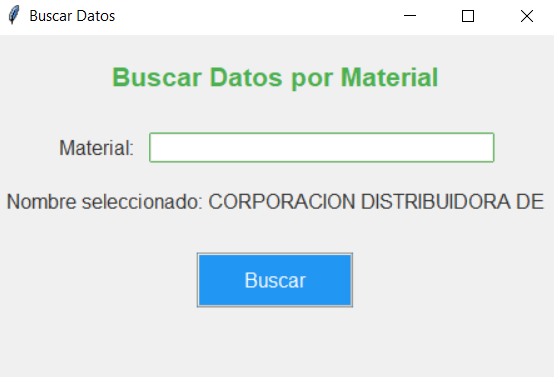 Buscar Datos
Buscar Datos por Material
Material:
Nombre seleccionado: CORPORACION DISTRIBUIDORA DE
Buscar